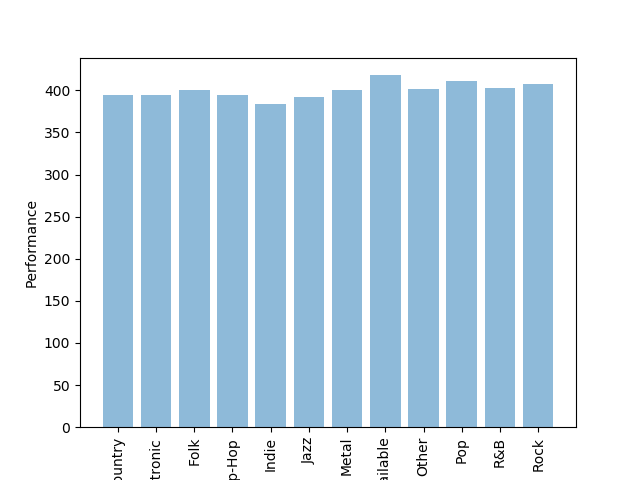 400
350
300
250
200
150
100
50
0
Performance
ountry
tronic
Folk
p-Hop
Indie
Jazz
Metal
ilable
Other
Pop
R&B
Rock